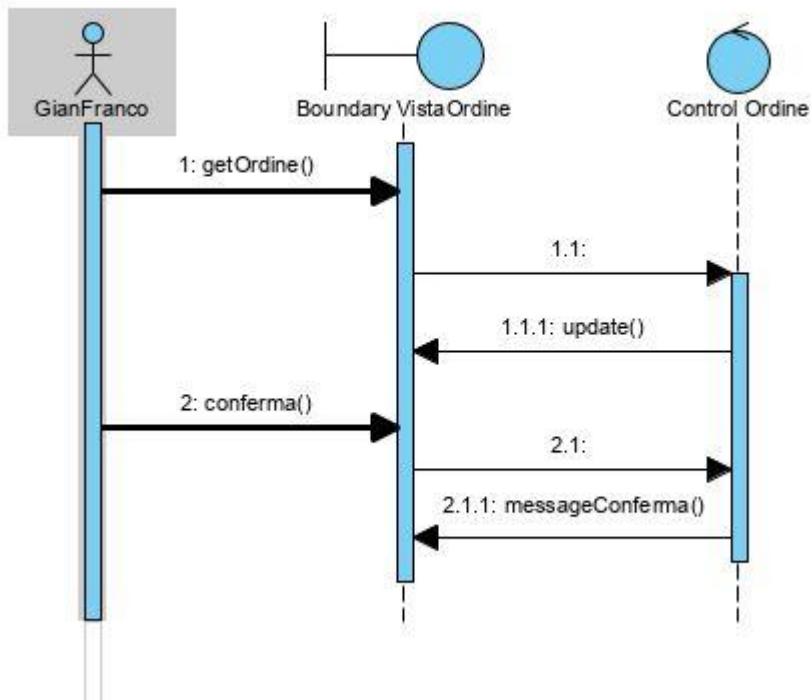 GianFranco
Boundary VistaOrdine
Control Ordine
1: getOrdine()
1.1:
1.1.1: update()
2: conferma()
2.1:
2.1.1: messageConferma()